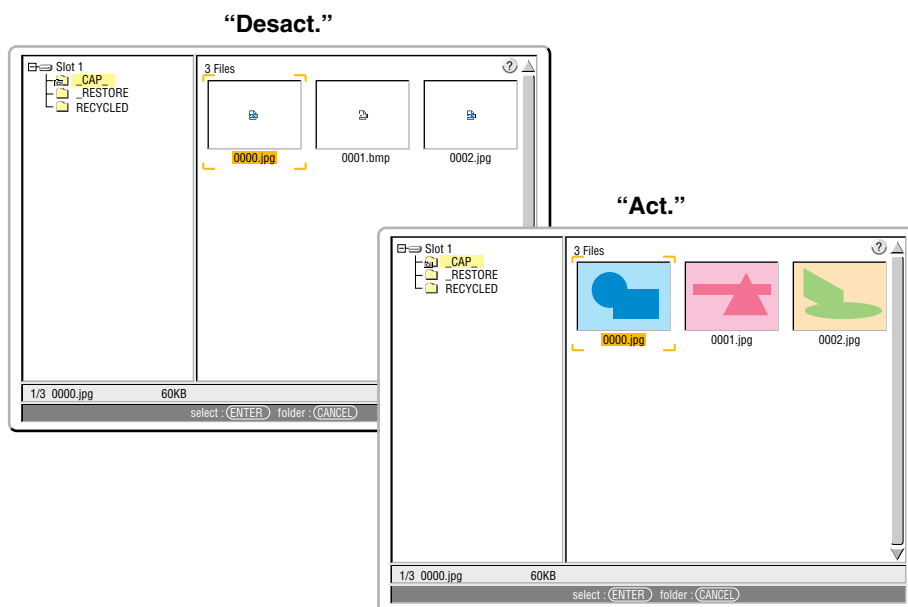 “Desact.”
Slot 1
_CAP_
_RESTORE
RECYCLED
3 Files
?
0000.jpg
0001.bmp
0002.jpg
1/3 0000.jpg 60KB
select : ENTER folder : CANCEL
“Act.”
Slot 1
_CAP_
_RESTORE
RECYCLED
3 Files
?
0000.jpg
0001.jpg
0002.jpg
1/3 0000.jpg 60KB
select : ENTER folder : CANCEL